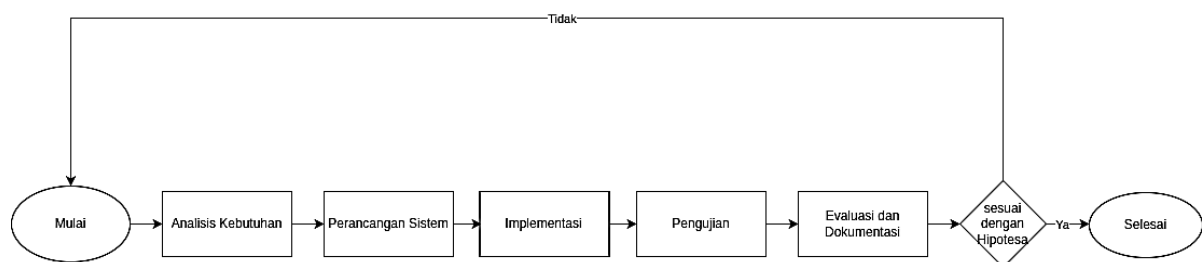 Tidak
Mulai
Analisis Kebutuhan
Perancangan Sistem
Implementasi
Pengujian
Evaluasi dan
Dokumentasi
sesuai
dengan
Hipotesa
Ya
Selesai